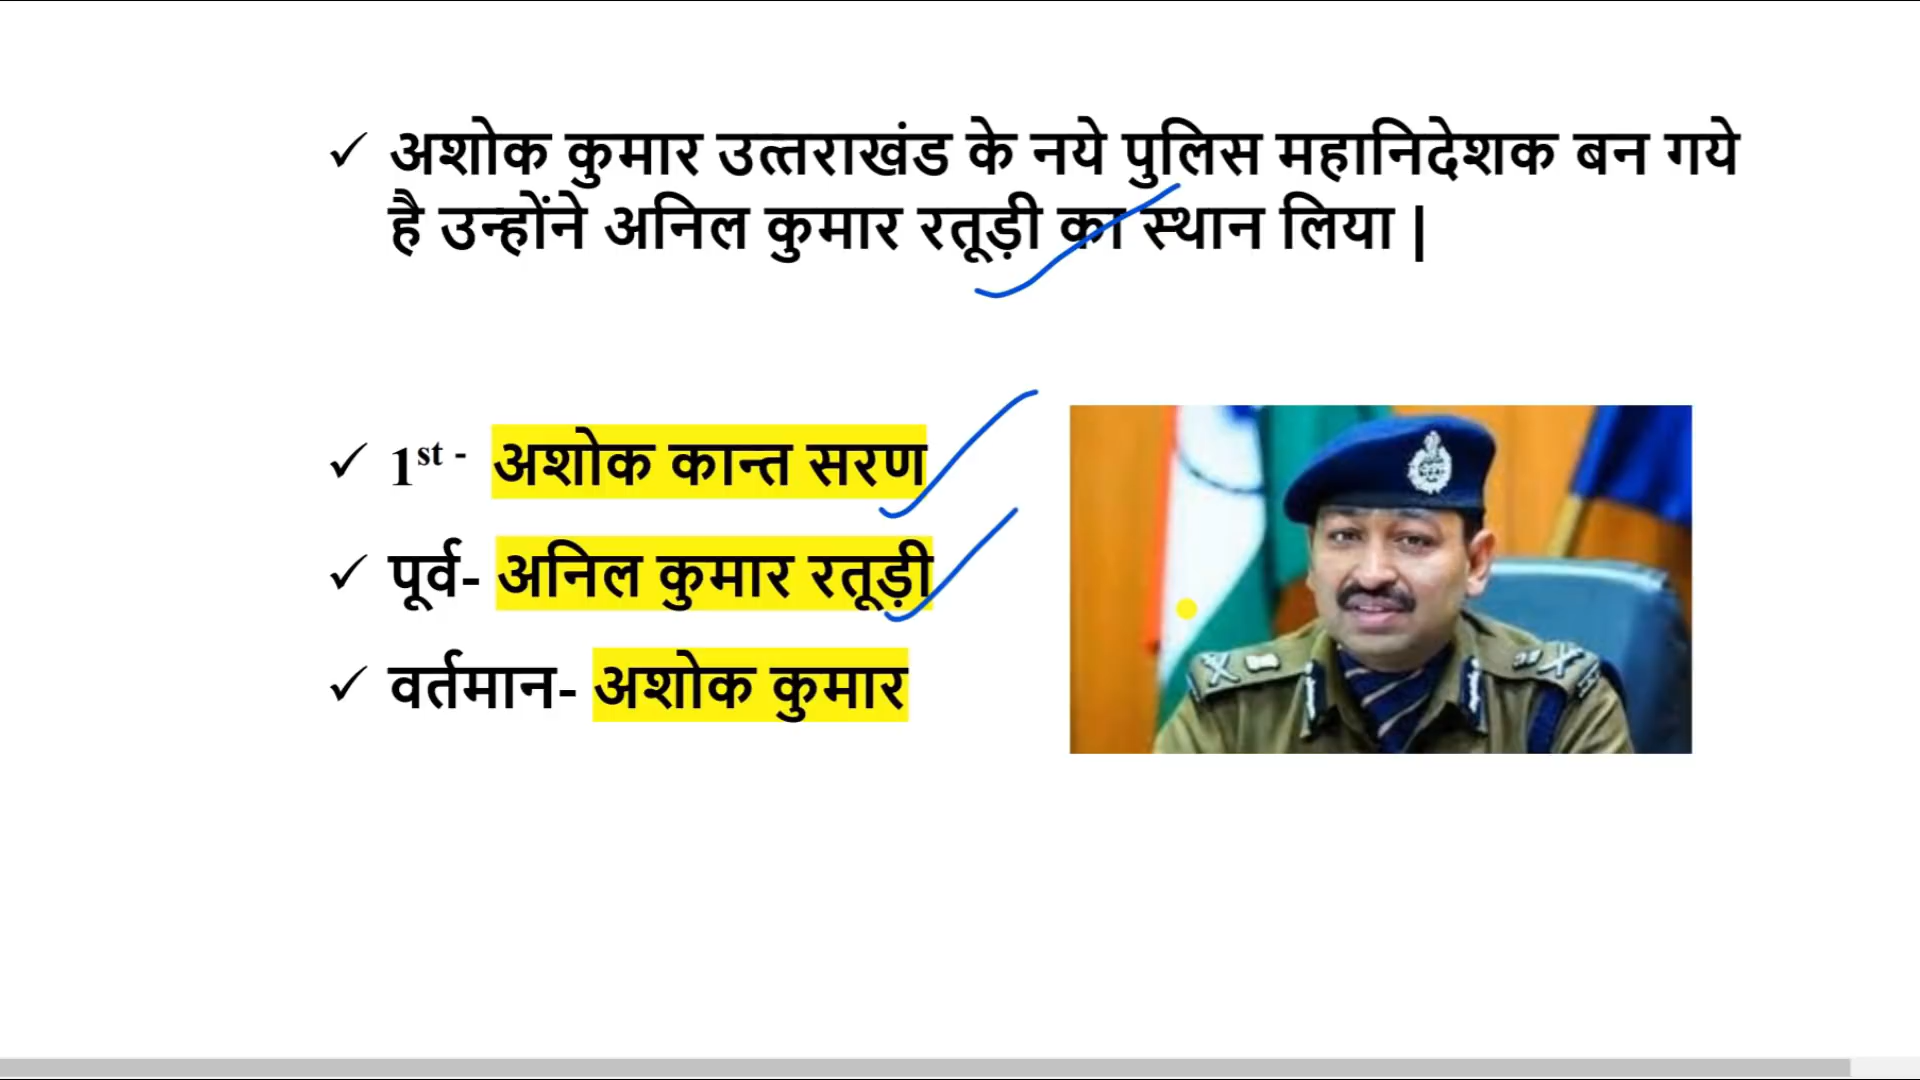 ✓ अशोक कुमार उत्तराखंड के नये पुलिस महानिदेशक बन गये
है उन्होंने अनिल कुमार रतूड़ी का स्थान लिया |
✓ 1st - अशोक कान्त सरण
✓ पूर्व- अनिल कुमार रतूड़ी
✓ वर्तमान- अशोक कुमार